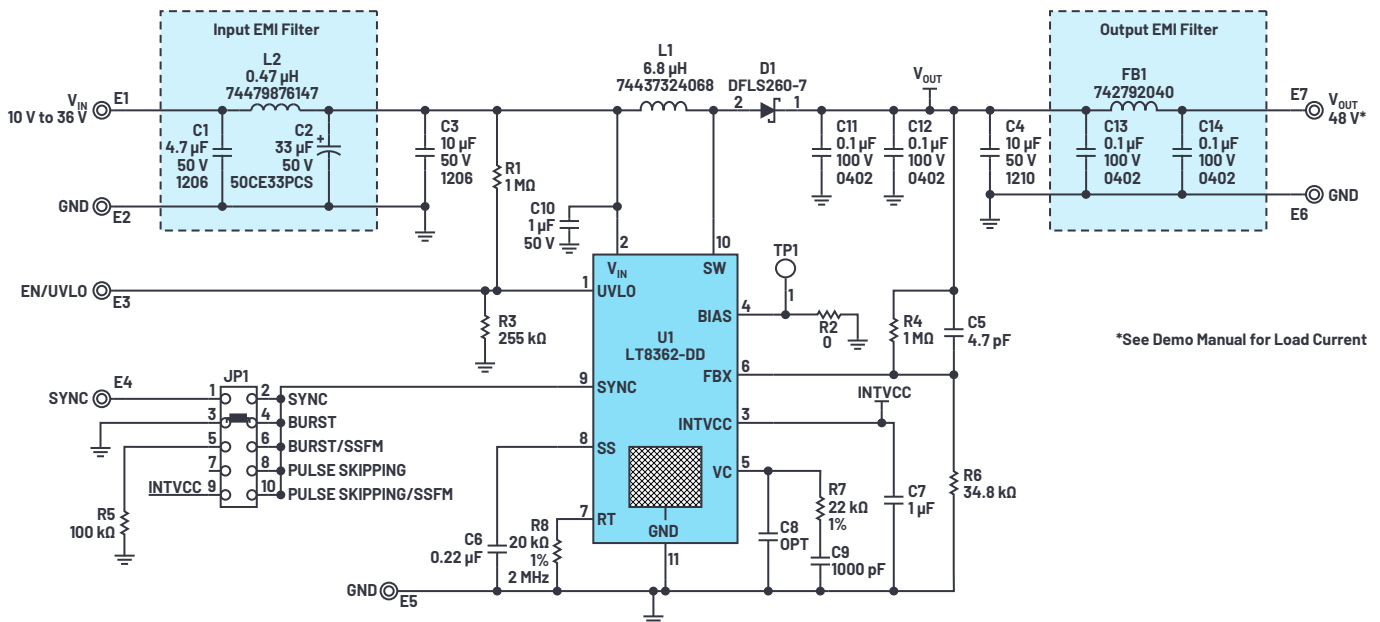 Input EMI Filter
L2
0.47 µH
74479876147
E1
V_IN
10 V to 36 V
C1
4.7 µF
50 V
1206
C2
+
33 µF
50 V
50CE33PCS
C3
10 µF
50 V
1206
GND
E2
R1
1 MΩ
L1
6.8 µH
74437324068
D1
DFLS260-7
2
1
V_OUT
C11
0.1 µF
100 V
0402
C12
0.1 µF
100 V
0402
C4
10 µF
50 V
1210
Output EMI Filter
FB1
742792040
C13
0.1 µF
100 V
0402
C14
0.1 µF
100 V
0402
E7
V_OUT
48 V*
GND
E6
C10
1 µF
50 V
2
10
V_IN
SW
EN/UVLO
E3
1
UVLO
R3
255 kΩ
TP1
1
4
BIAS
R2
0
U1
LT8362-DD
R4
1 MΩ
C5
4.7 pF
*See Demo Manual for Load Current
6
FBX
9
SYNC
INTVCC
3
INTVCC
SYNC
E4
JP1
1
2
SYNC
3
4
BURST
5
6
BURST/SSFM
7
8
PULSE SKIPPING
INTVCC
9
10
PULSE SKIPPING/SSFM
R5
100 kΩ
8
SS
5
VC
R7
22 kΩ
1%
C7
1 µF
R6
34.8 kΩ
7
RT
GND
11
C6
0.22 µF
R8
20 kΩ
1%
2 MHz
C8
OPT
C9
1000 pF
GND
E5